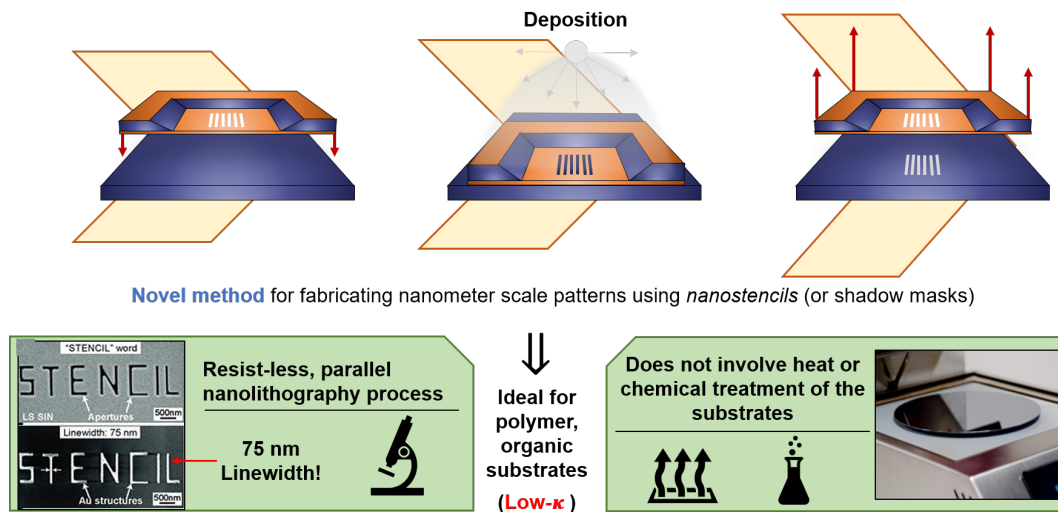 Deposition
Novel method for fabricating nanometer scale patterns using nanostencils (or shadow masks)
"STENCIL" word
STENCIL
LS SiN
Apertures
500nm
Linewidth: 75 nm
STENCIL
Au structures
500nm
Resist-less, parallel
nanolithography process
75 nm
Linewidth!
⇓
Ideal for
polymer,
organic
substrates
(Low-κ)
Does not involve heat or
chemical treatment of the
substrates